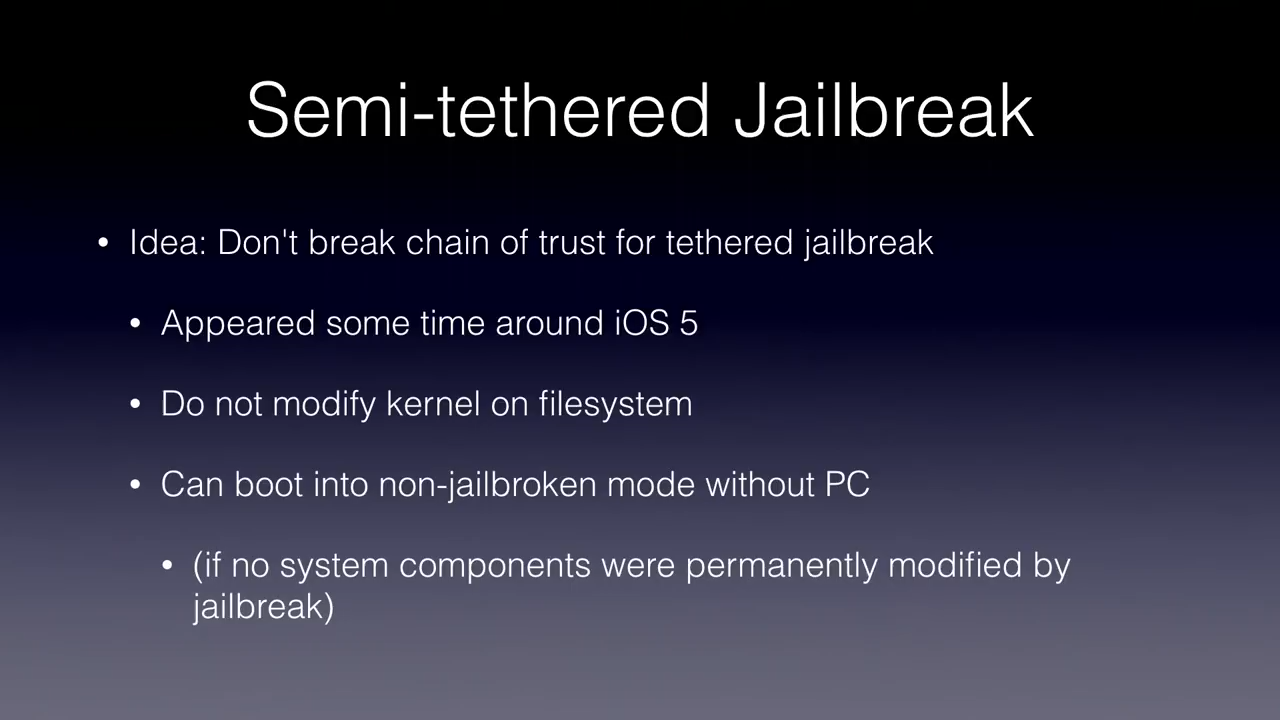 Semi-tethered Jailbreak
• Idea: Don't break chain of trust for tethered jailbreak
• Appeared some time around iOS 5
• Do not modify kernel on filesystem
• Can boot into non-jailbroken mode without PC
• (if no system components were permanently modified by
jailbreak)